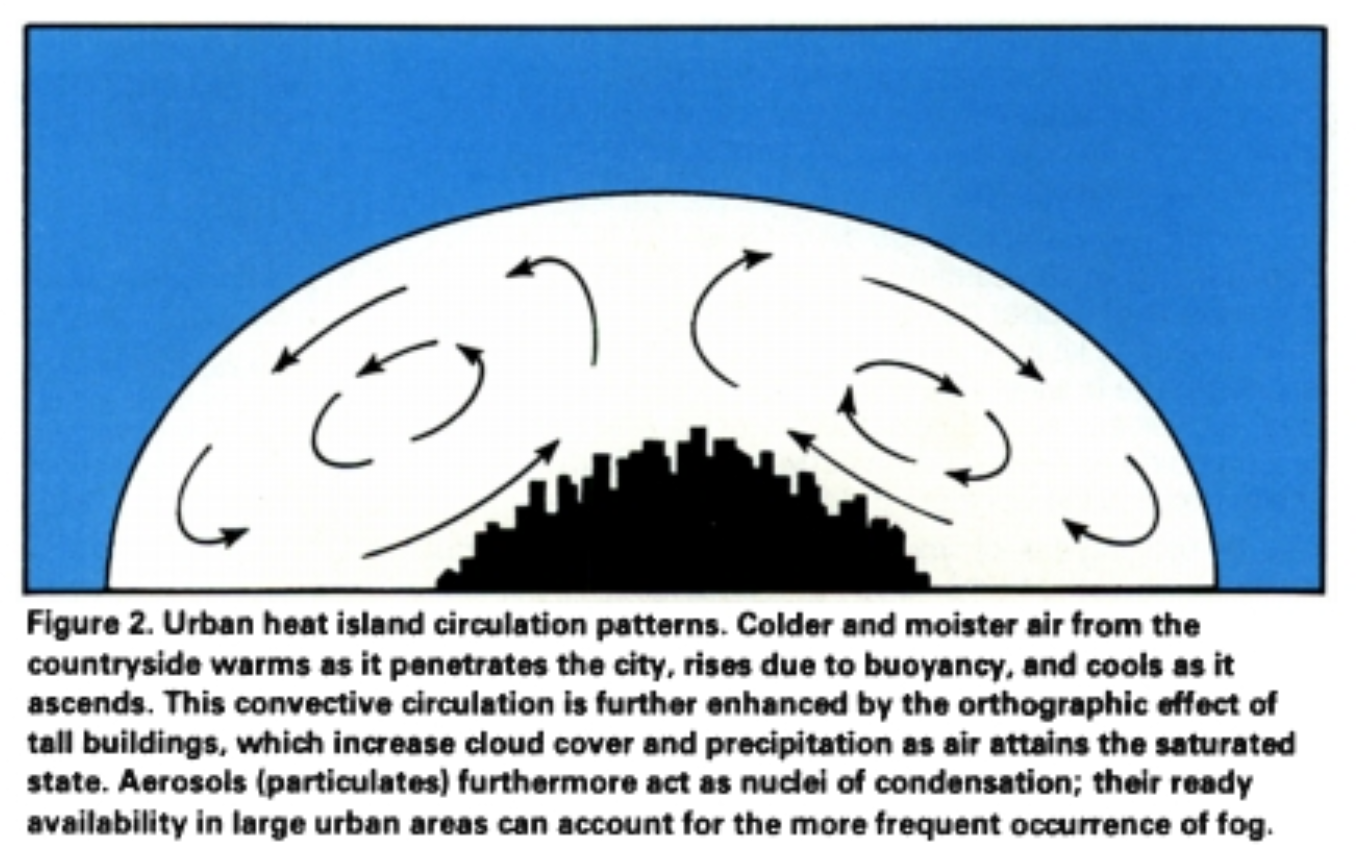 Figure 2. Urban heat island circulation patterns. Colder and moister air from the
countryside warms as it penetrates the city, rises due to buoyancy, and cools as it
ascends. This convective circulation is further enhanced by the orthographic effect of
tall buildings, which increase cloud cover and precipitation as air attains the saturated
state. Aerosols (particulates) furthermore act as nuclei of condensation; their ready
availability in large urban areas can account for the more frequent occurrence of fog.